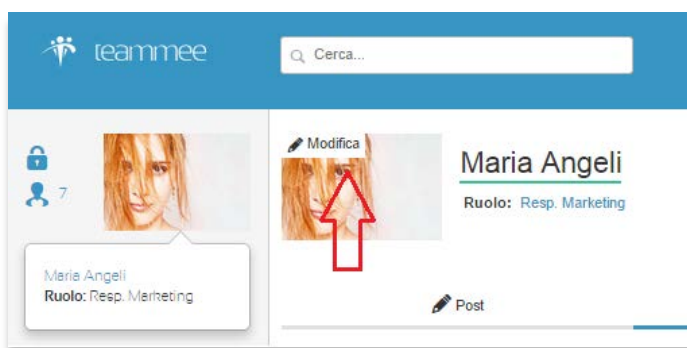 teammee
Cerca...
7
Maria Angeli
Ruolo: Resp. Marketing
Modifica
Maria Angeli
Ruolo: Resp. Marketing
Post